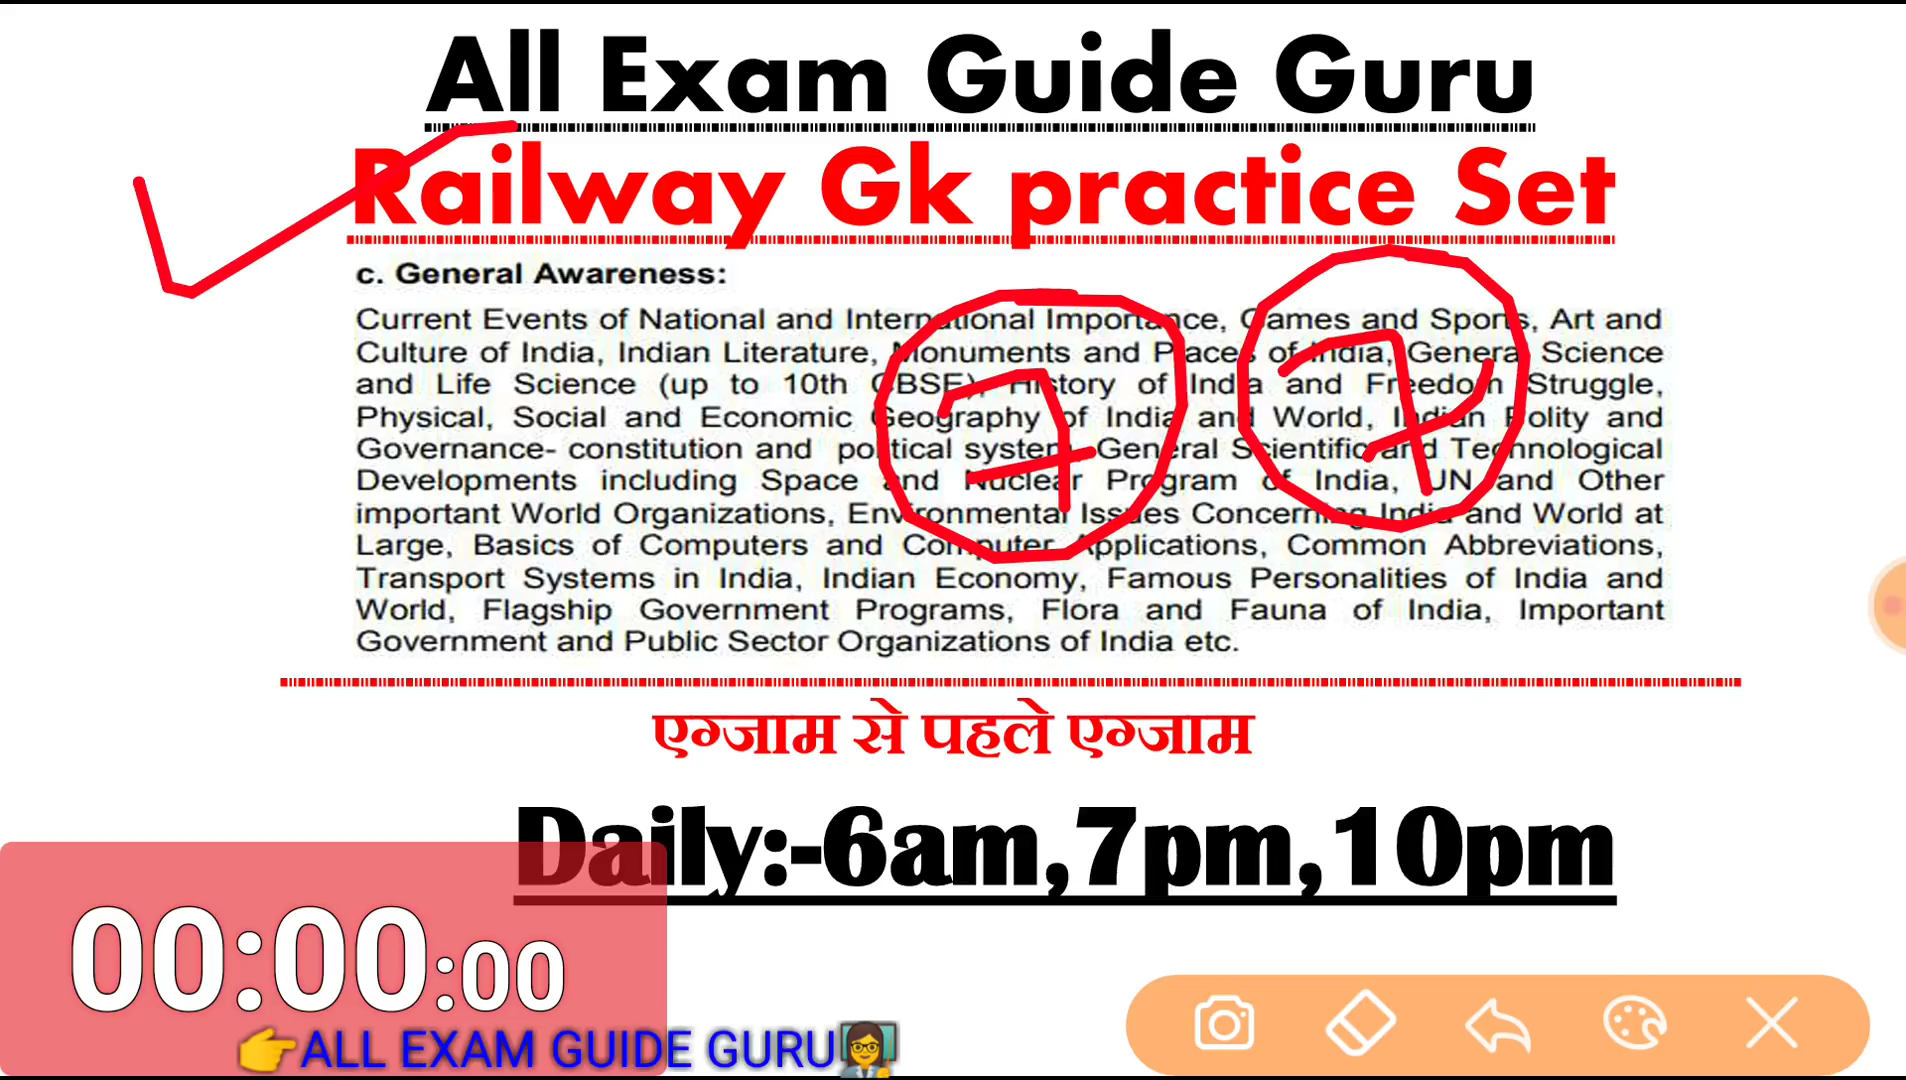 All Exam Guide Guru
Railway Gk practice Set
c. General Awareness:
Current Events of National and International Importance, Games and Sports, Art and
Culture of India, Indian Literature, Monuments and Places of India, General Science
and Life Science (up to 10th CBSE), History of India and Freedom Struggle,
Physical, Social and Economic Geography of India and World, Indian Polity and
Governance- constitution and political system, General Scientific and Technological
Developments including Space and Nuclear Program of India, UN and Other
important World Organizations, Environmental Issues Concerning India and World at
Large, Basics of Computers and Computer Applications, Common Abbreviations,
Transport Systems in India, Indian Economy, Famous Personalities of India and
World, Flagship Government Programs, Flora and Fauna of India, Important
Government and Public Sector Organizations of India etc.
एग्जाम से पहले एग्जाम
Daily:-6am,7pm,10pm
00:00:00
ALL EXAM GUIDE GURU